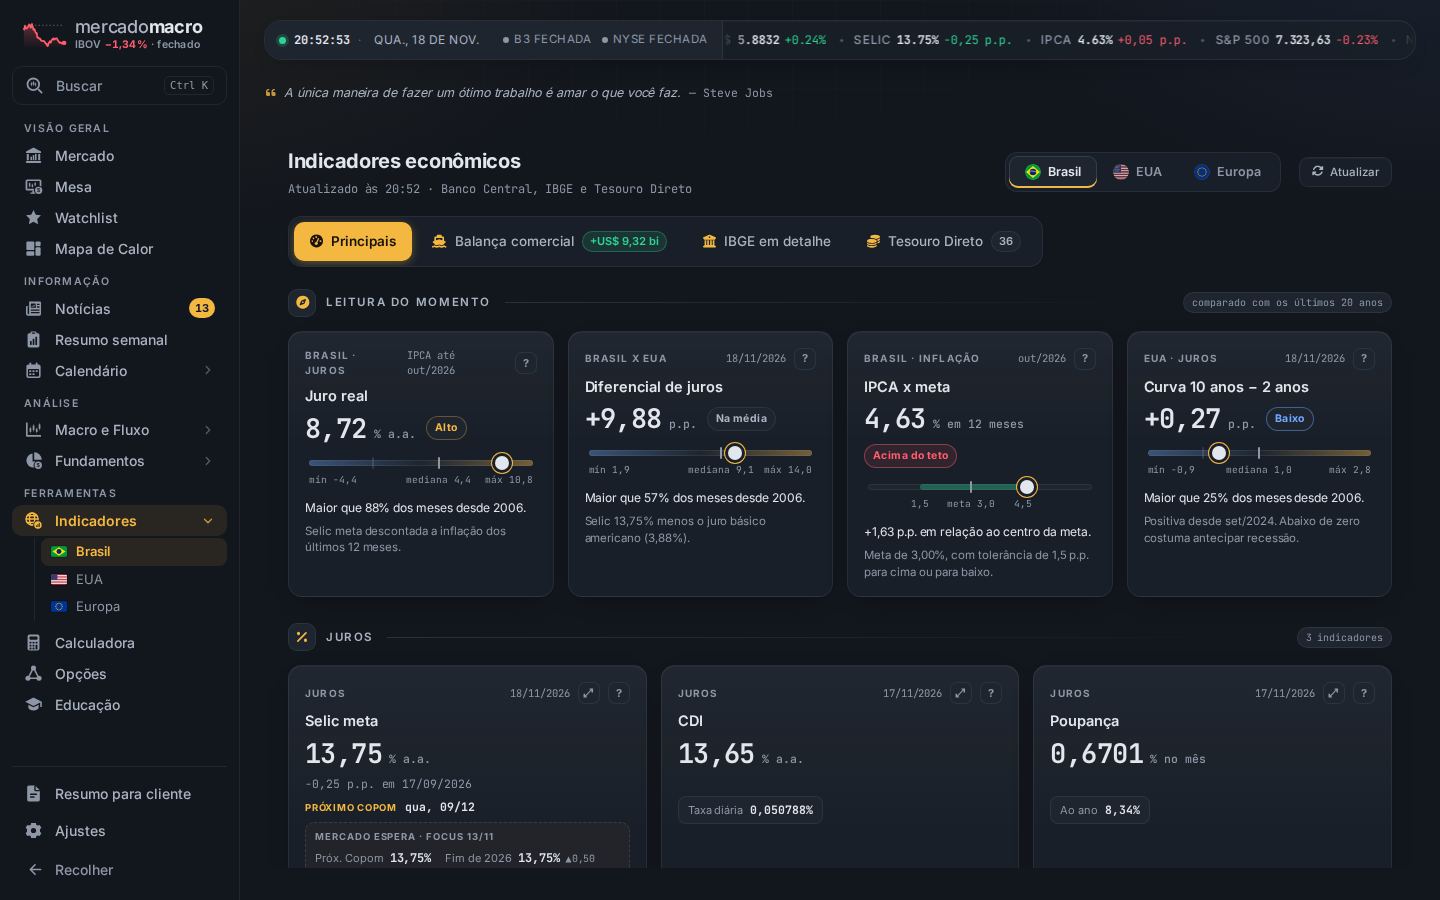 mercadomacro
IBOV −1,34% · fechado
Buscar Ctrl K
VISÃO GERAL
Mercado
Mesa
Watchlist
Mapa de Calor
INFORMAÇÃO
Notícias 13
Resumo semanal
Calendário
ANÁLISE
Macro e Fluxo
Fundamentos
FERRAMENTAS
Indicadores
Brasil
EUA
Europa
Calculadora
Opções
Educação
Resumo para cliente
Ajustes
Recolher
20:52:53 · QUA., 18 DE NOV. B3 FECHADA NYSE FECHADA $ 5.8832 +0.24% • SELIC 13.75% -0,25 p.p. • IPCA 4.63% +0,05 p.p. • S&P 500 7.323,63 -0.23% •
“ A única maneira de fazer um ótimo trabalho é amar o que você faz. — Steve Jobs
Indicadores econômicos
Atualizado às 20:52 · Banco Central, IBGE e Tesouro Direto
Brasil EUA Europa Atualizar
Principais Balança comercial +US$ 9,32 bi IBGE em detalhe Tesouro Direto 36
LEITURA DO MOMENTO comparado com os últimos 20 anos
BRASIL · JUROS
IPCA até out/2026 ?
Juro real
8,72 % a.a. Alto
mín -4,4 mediana 4,4 máx 10,8
Maior que 88% dos meses desde 2006.
Selic meta descontada a inflação dos
últimos 12 meses.
BRASIL X EUA 18/11/2026 ?
Diferencial de juros
+9,88 p.p. Na média
mín 1,9 mediana 9,1 máx 14,0
Maior que 57% dos meses desde 2006.
Selic 13,75% menos o juro básico
americano (3,88%).
BRASIL · INFLAÇÃO out/2026 ?
IPCA x meta
4,63 % em 12 meses
Acima do teto
1,5 meta 3,0 4,5
+1,63 p.p. em relação ao centro da meta.
Meta de 3,00%, com tolerância de 1,5 p.p.
para cima ou para baixo.
EUA · JUROS 18/11/2026 ?
Curva 10 anos − 2 anos
+0,27 p.p. Baixo
mín -0,9 mediana 1,0 máx 2,8
Maior que 25% dos meses desde 2006.
Positiva desde set/2024. Abaixo de zero
costuma antecipar recessão.
JUROS 3 indicadores
JUROS 18/11/2026 ?
Selic meta
13,75 % a.a.
-0,25 p.p. em 17/09/2026
PRÓXIMO COPOM qua, 09/12
MERCADO ESPERA · FOCUS 13/11
Próx. Copom 13,75% Fim de 2026 13,75% ▲0,50
JUROS 17/11/2026 ?
CDI
13,65 % a.a.
Taxa diária 0,050788%
JUROS 17/11/2026 ?
Poupança
0,6701 % no mês
Ao ano 8,34%